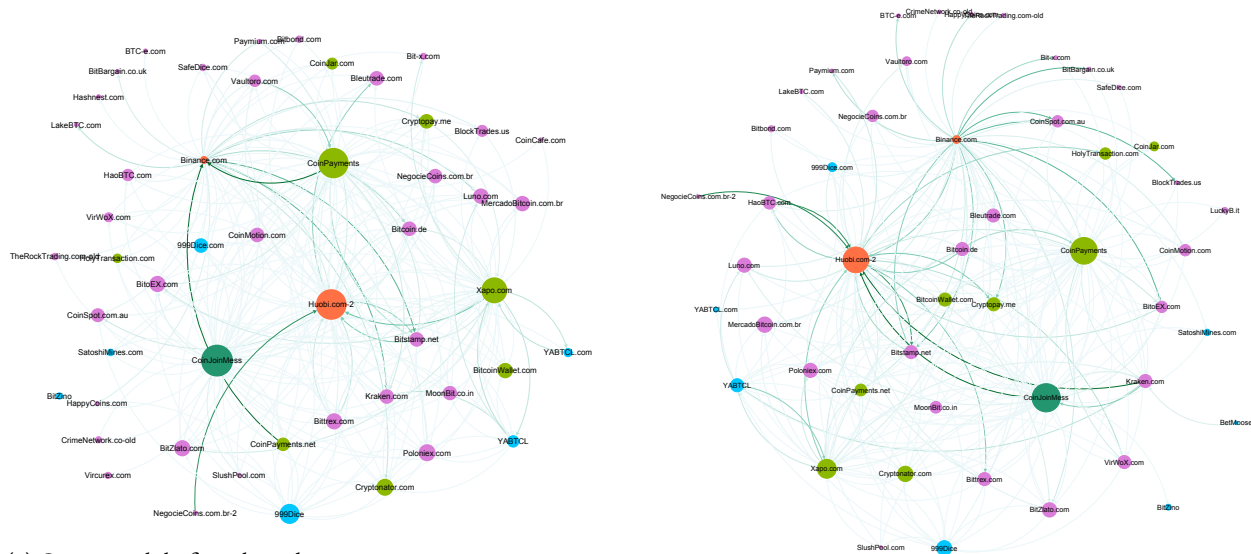 Paymium.com
Bitbond.com
BTC-e.com
Bit-x.com
SafeDice.com
CoinJar.com
BitBargain.co.uk
Vaultoro.com
Bleutrade.com
Hashnest.com
LakeBTC.com
Cryptopay.me
BlockTrades.us
CoinCafe.com
Binance.com
CoinPayments
HaoBTC.com
NegocieCoins.com.br
Luno.com
MercadoBitcoin.com.br
VirWoX.com
Bitcoin.de
CoinMotion.com
999Dice.com
TheRockTrading.com-old
HolyTransaction.com
BitoEX.com
Xapo.com
Huobi.com-2
CoinSpot.com.au
Bitstamp.net
SatoshiMines.com
YABTCL.com
CoinJoinMess
BitcoinWallet.com
BitZino
HappyCoins.com
Kraken.com
MoonBit.co.in
Bittrex.com
CrimeNetwork.co-old
CoinPayments.net
YABTCL
BitZlato.com
Poloniex.com
Vircurex.com
SlushPool.com
Cryptonator.com
NegocieCoins.com.br-2
999Dice
CrimeNetwork.co-old
BTC-e.com
TheRockTrading.com-old
Vaultoro.com
Bit-x.com
Paymium.com
BitBargain.co.uk
LakeBTC.com
SafeDice.com
NegocieCoins.com.br
CoinSpot.com.au
Bitbond.com
Binance.com
CoinJar.com
HolyTransaction.com
999Dice.com
BlockTrades.us
NegocieCoins.com.br-2
HaoBTC.com
Bleutrade.com
LuckyB.it
Bitcoin.de
CoinPayments
CoinMotion.com
Huobi.com-2
Luno.com
BitcoinWallet.com
Cryptopay.me
BitoEX.com
YABTCL.com
MercadoBitcoin.com.br
SatoshiMines.com
Bitstamp.net
Poloniex.com
YABTCL
CoinPayments.net
Kraken.com
CoinJoinMess
MoonBit.co.in
BetMoose
VirWoX.com
Xapo.com
Cryptonator.com
Bittrex.com
BitZlato.com
BitZino
SlushPool.com
999Dice